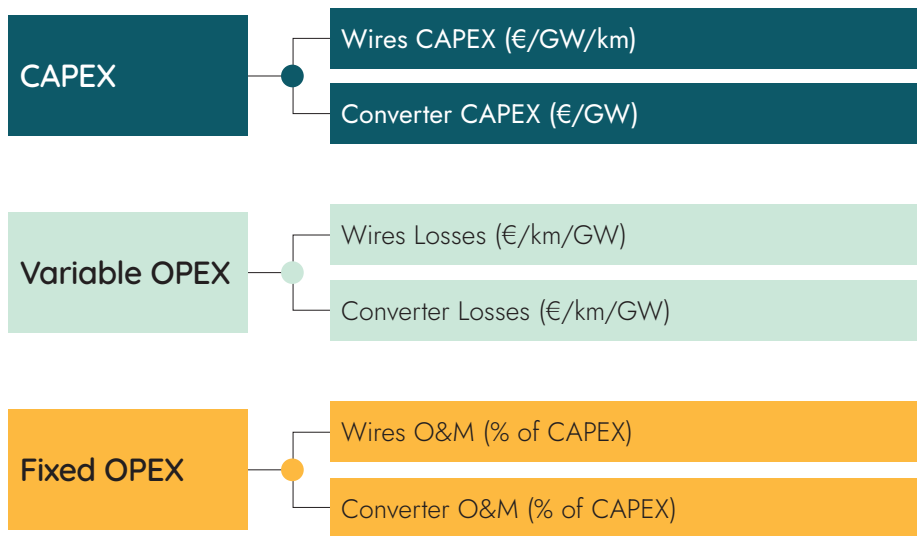 CAPEX
Wires CAPEX (€/GW/km)
Converter CAPEX (€/GW)
Variable OPEX
Wires Losses (€/km/GW)
Converter Losses (€/km/GW)
Fixed OPEX
Wires O&M (% of CAPEX)
Converter O&M (% of CAPEX)